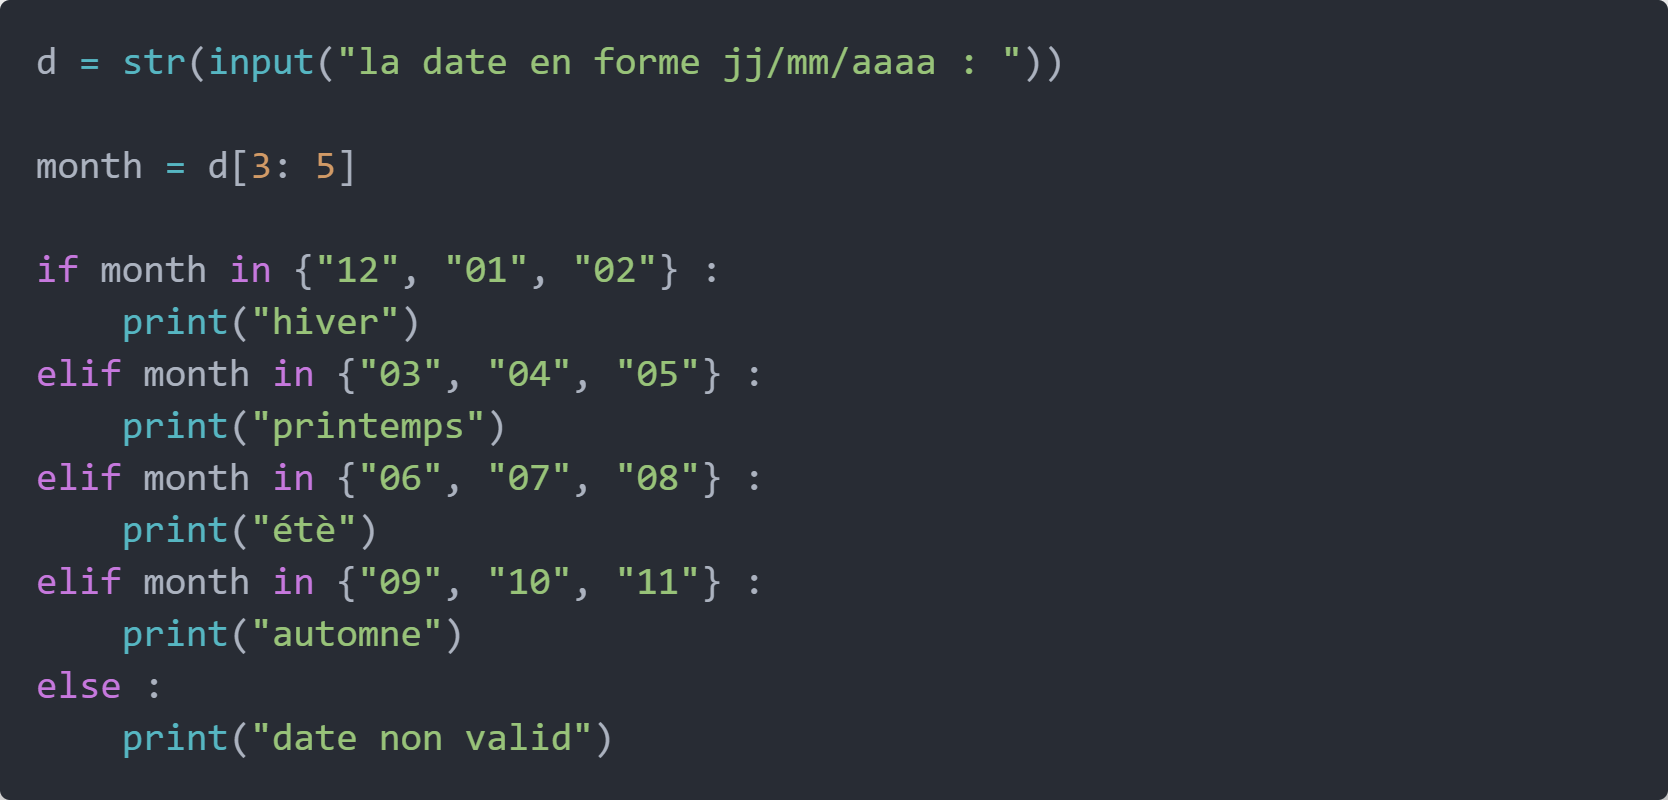 d = str(input("la date en forme jj/mm/aaaa : "))
month = d[3: 5]
if month in {"12", "01", "02"} :
    print("hiver")
elif month in {"03", "04", "05"} :
    print("printemps")
elif month in {"06", "07", "08"} :
    print("étè")
elif month in {"09", "10", "11"} :
    print("automne")
else :
    print("date non valid")